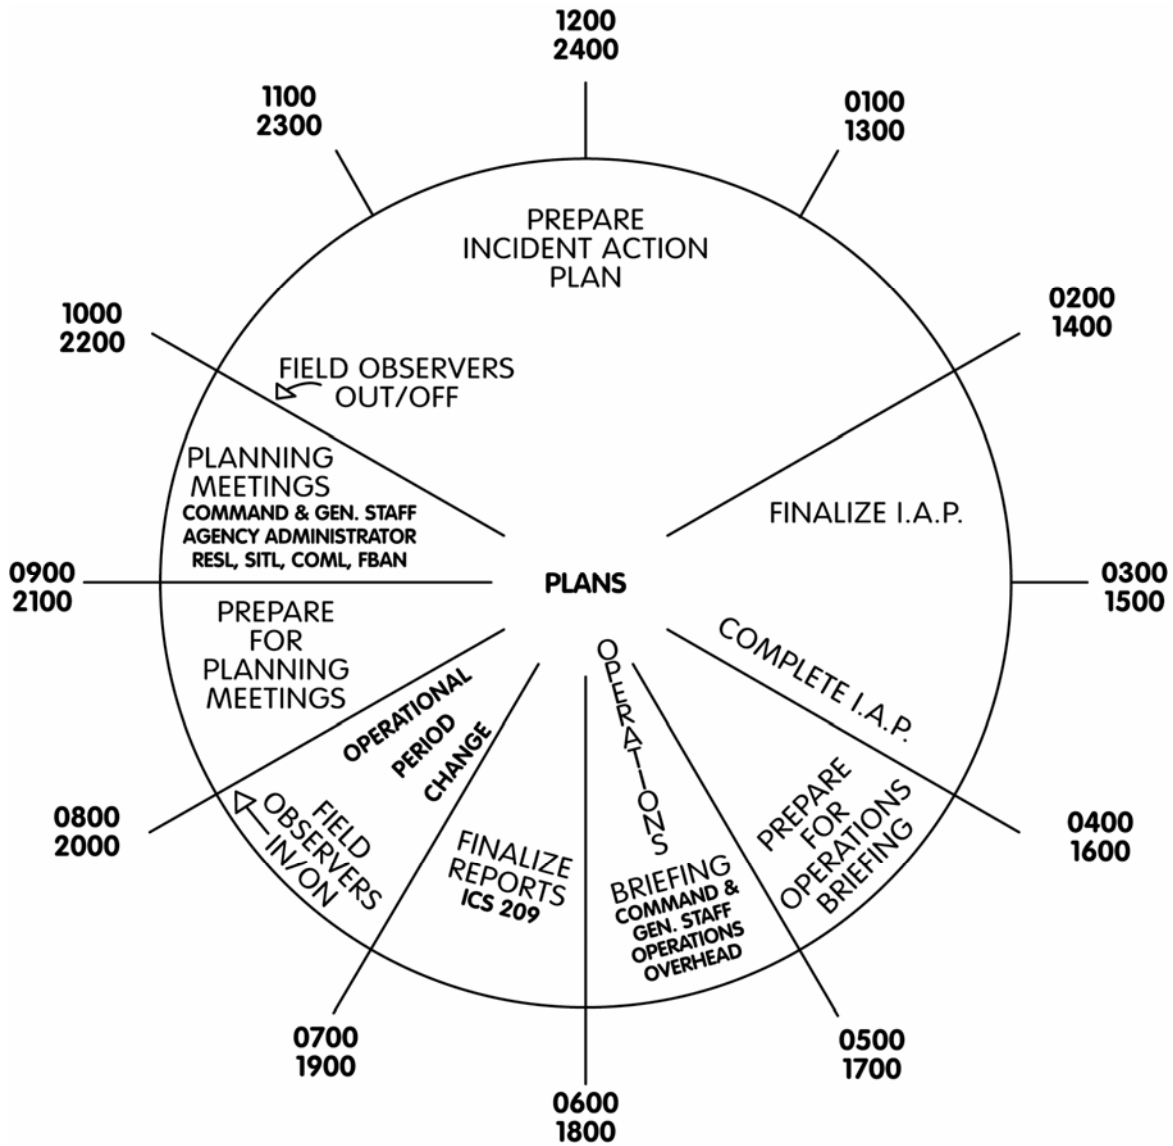 1200
2400
0100
1300
0200
1400
0300
1500
0400
1600
0500
1700
0600
1800
0700
1900
0800
2000
0900
2100
1000
2200
1100
2300
PREPARE
INCIDENT ACTION
PLAN
FIELD OBSERVERS
OUT/OFF
FINALIZE I.A.P.
COMPLETE I.A.P.
PREPARE
FOR
OPERATIONS
BRIEFING
OPERATIONS
BRIEFING
COMMAND &
GEN. STAFF
OPERATIONS
OVERHEAD
FINALIZE
REPORTS
ICS 209
OPERATIONAL
PERIOD
CHANGE
FIELD
OBSERVERS
IN/ON
PREPARE
FOR
PLANNING
MEETINGS
PLANNING
MEETINGS
COMMAND & GEN. STAFF
AGENCY ADMINISTRATOR
RESL, SITL, COML, FBAN
PLANS